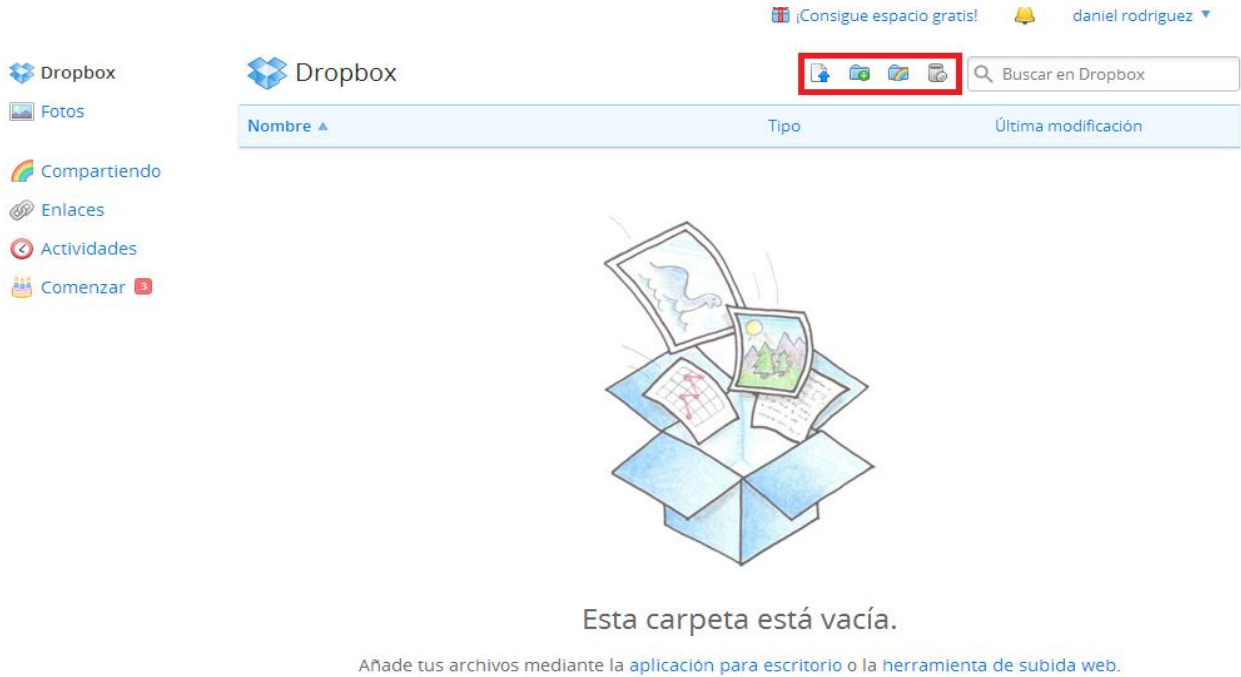 ¡Consigue espacio gratis! daniel rodriguez
Dropbox
Fotos
Compartiendo
Enlaces
Actividades
Comenzar 3
Dropbox
Buscar en Dropbox
Nombre Tipo Última modificación
Esta carpeta está vacía.
Añade tus archivos mediante la aplicación para escritorio o la herramienta de subida web.